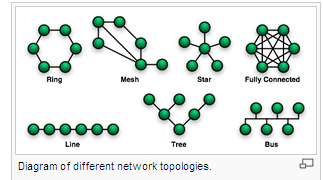 Ring Mesh Star Fully Connected
Line Tree Bus
Diagram of different network topologies.